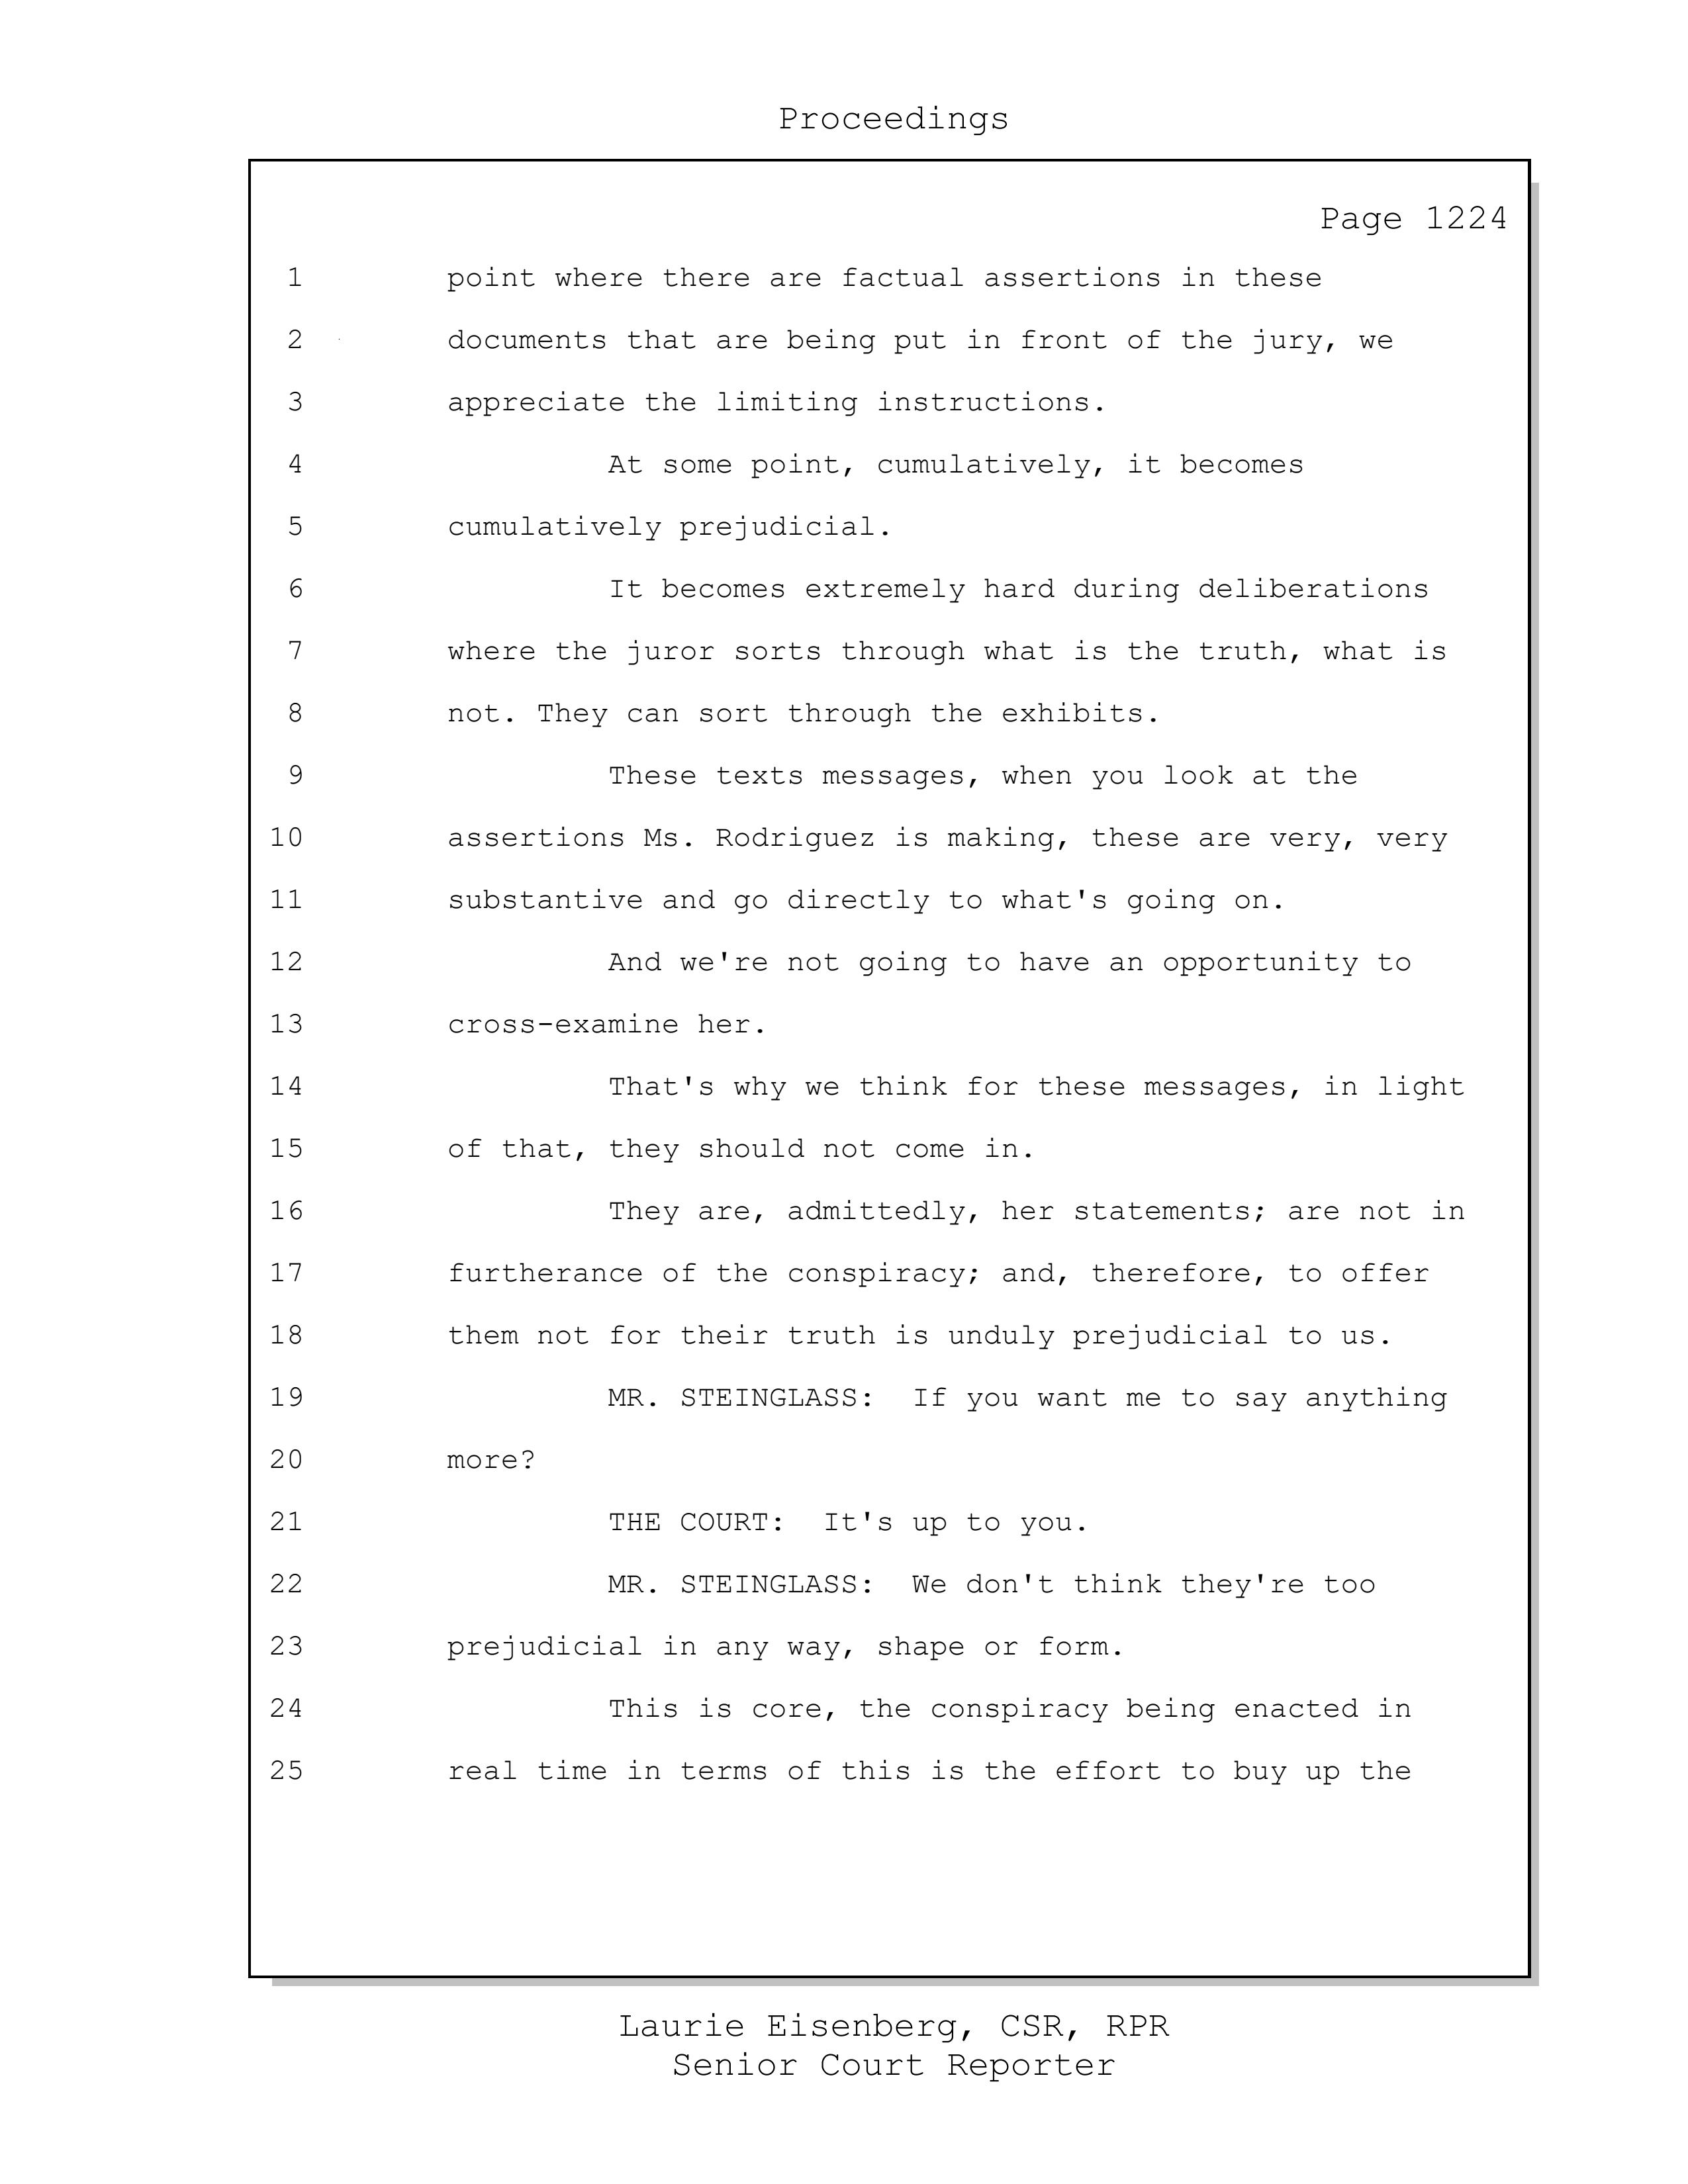 Proceedings
Page 1224
1 point where there are factual assertions in these
2 documents that are being put in front of the jury, we
3 appreciate the limiting instructions.
4 At some point, cumulatively, it becomes
5 cumulatively prejudicial.
6 It becomes extremely hard during deliberations
7 where the juror sorts through what is the truth, what is
8 not. They can sort through the exhibits.
9 These texts messages, when you look at the
10 assertions Ms. Rodriguez is making, these are very, very
11 substantive and go directly to what's going on.
12 And we're not going to have an opportunity to
13 cross-examine her.
14 That's why we think for these messages, in light
15 of that, they should not come in.
16 They are, admittedly, her statements; are not in
17 furtherance of the conspiracy; and, therefore, to offer
18 them not for their truth is unduly prejudicial to us.
19 MR. STEINGLASS: If you want me to say anything
20 more?
21 THE COURT: It's up to you.
22 MR. STEINGLASS: We don't think they're too
23 prejudicial in any way, shape or form.
24 This is core, the conspiracy being enacted in
25 real time in terms of this is the effort to buy up the
Laurie Eisenberg, CSR, RPR
Senior Court Reporter